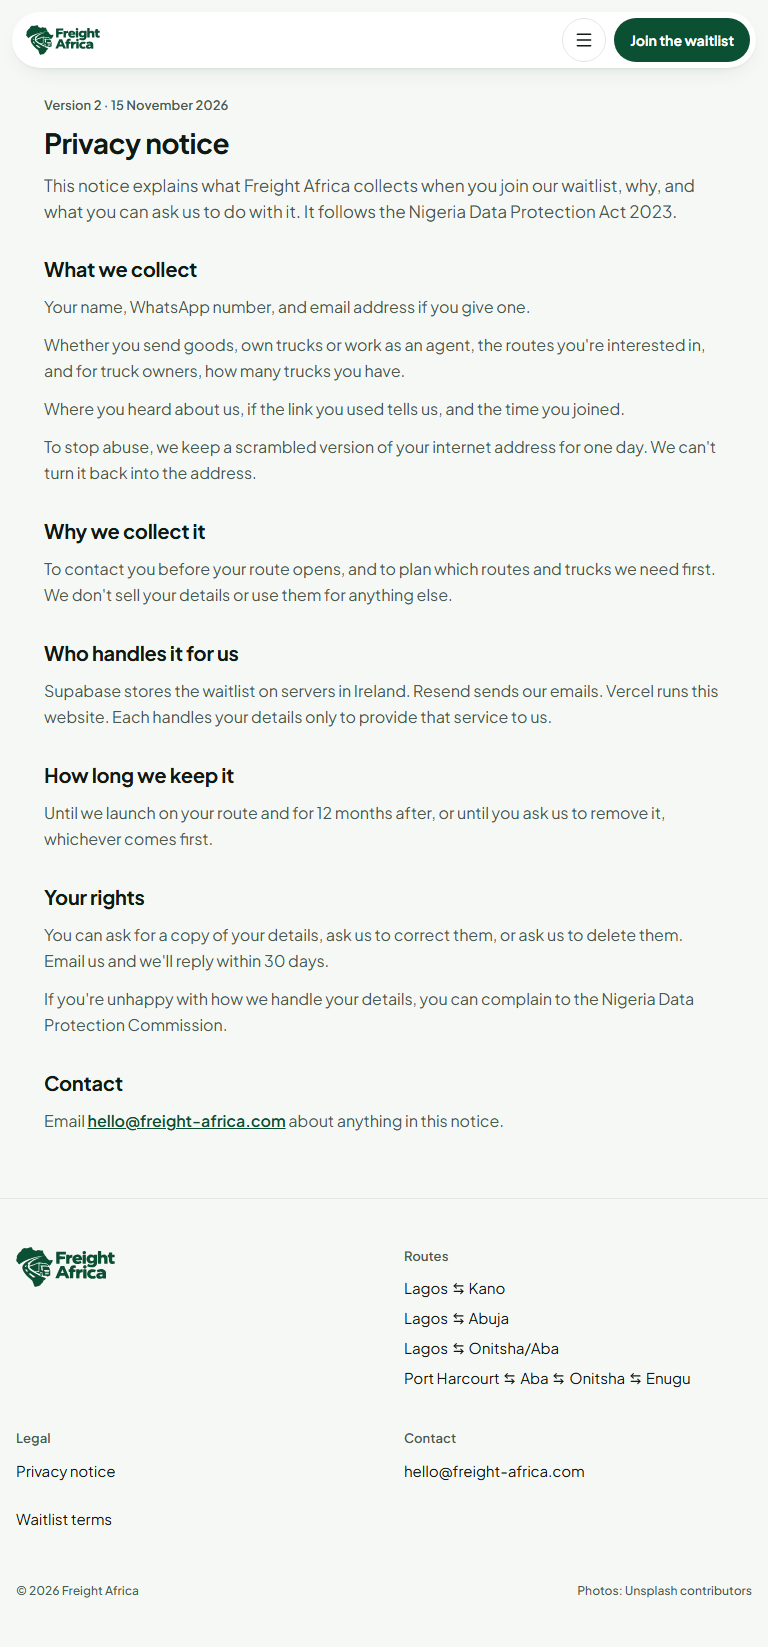 Freight
Africa
Join the waitlist
Version 2 · 15 November 2026
Privacy notice
This notice explains what Freight Africa collects when you join our waitlist, why, and
what you can ask us to do with it. It follows the Nigeria Data Protection Act 2023.
What we collect
Your name, WhatsApp number, and email address if you give one.
Whether you send goods, own trucks or work as an agent, the routes you're interested in,
and for truck owners, how many trucks you have.
Where you heard about us, if the link you used tells us, and the time you joined.
To stop abuse, we keep a scrambled version of your internet address for one day. We can't
turn it back into the address.
Why we collect it
To contact you before your route opens, and to plan which routes and trucks we need first.
We don't sell your details or use them for anything else.
Who handles it for us
Supabase stores the waitlist on servers in Ireland. Resend sends our emails. Vercel runs this
website. Each handles your details only to provide that service to us.
How long we keep it
Until we launch on your route and for 12 months after, or until you ask us to remove it,
whichever comes first.
Your rights
You can ask for a copy of your details, ask us to correct them, or ask us to delete them.
Email us and we'll reply within 30 days.
If you're unhappy with how we handle your details, you can complain to the Nigeria Data
Protection Commission.
Contact
Email hello@freight-africa.com about anything in this notice.
Freight
Africa
Routes
Lagos ⇆ Kano
Lagos ⇆ Abuja
Lagos ⇆ Onitsha/Aba
Port Harcourt ⇆ Aba ⇆ Onitsha ⇆ Enugu
Legal
Privacy notice
Waitlist terms
Contact
hello@freight-africa.com
© 2026 Freight Africa
Photos: Unsplash contributors